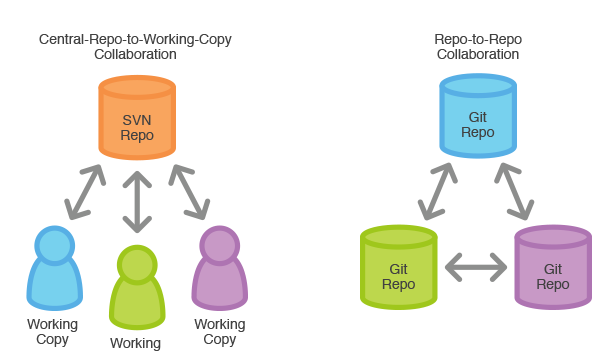 Central-Repo-to-Working-Copy
Collaboration
SVN
Repo
Working
Copy
Working
Working
Copy
Repo-to-Repo
Collaboration
Git
Repo
Git
Repo
Git
Repo